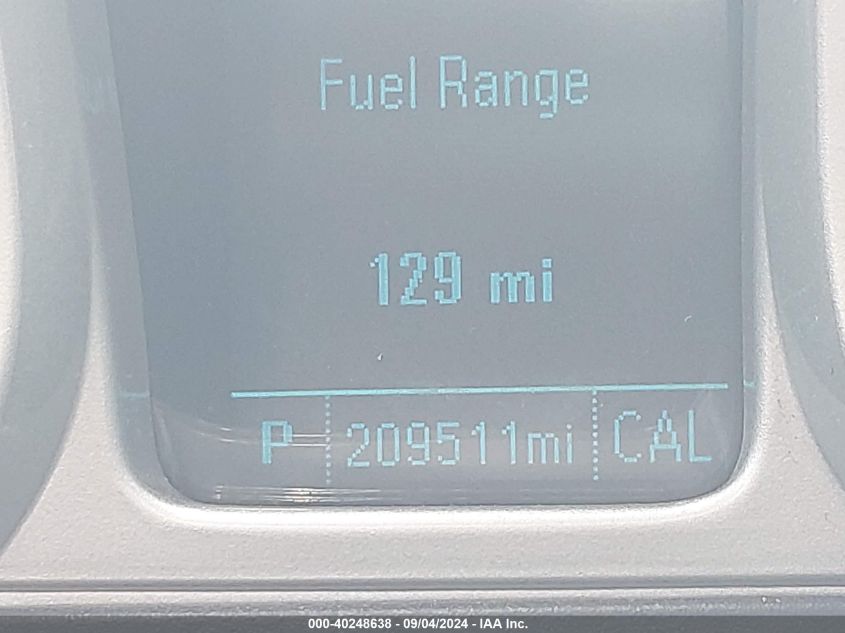 Fuel Range
129 mi
P 209511mi CAL
000-40248638 - 09/04/2024 - IAA Inc.